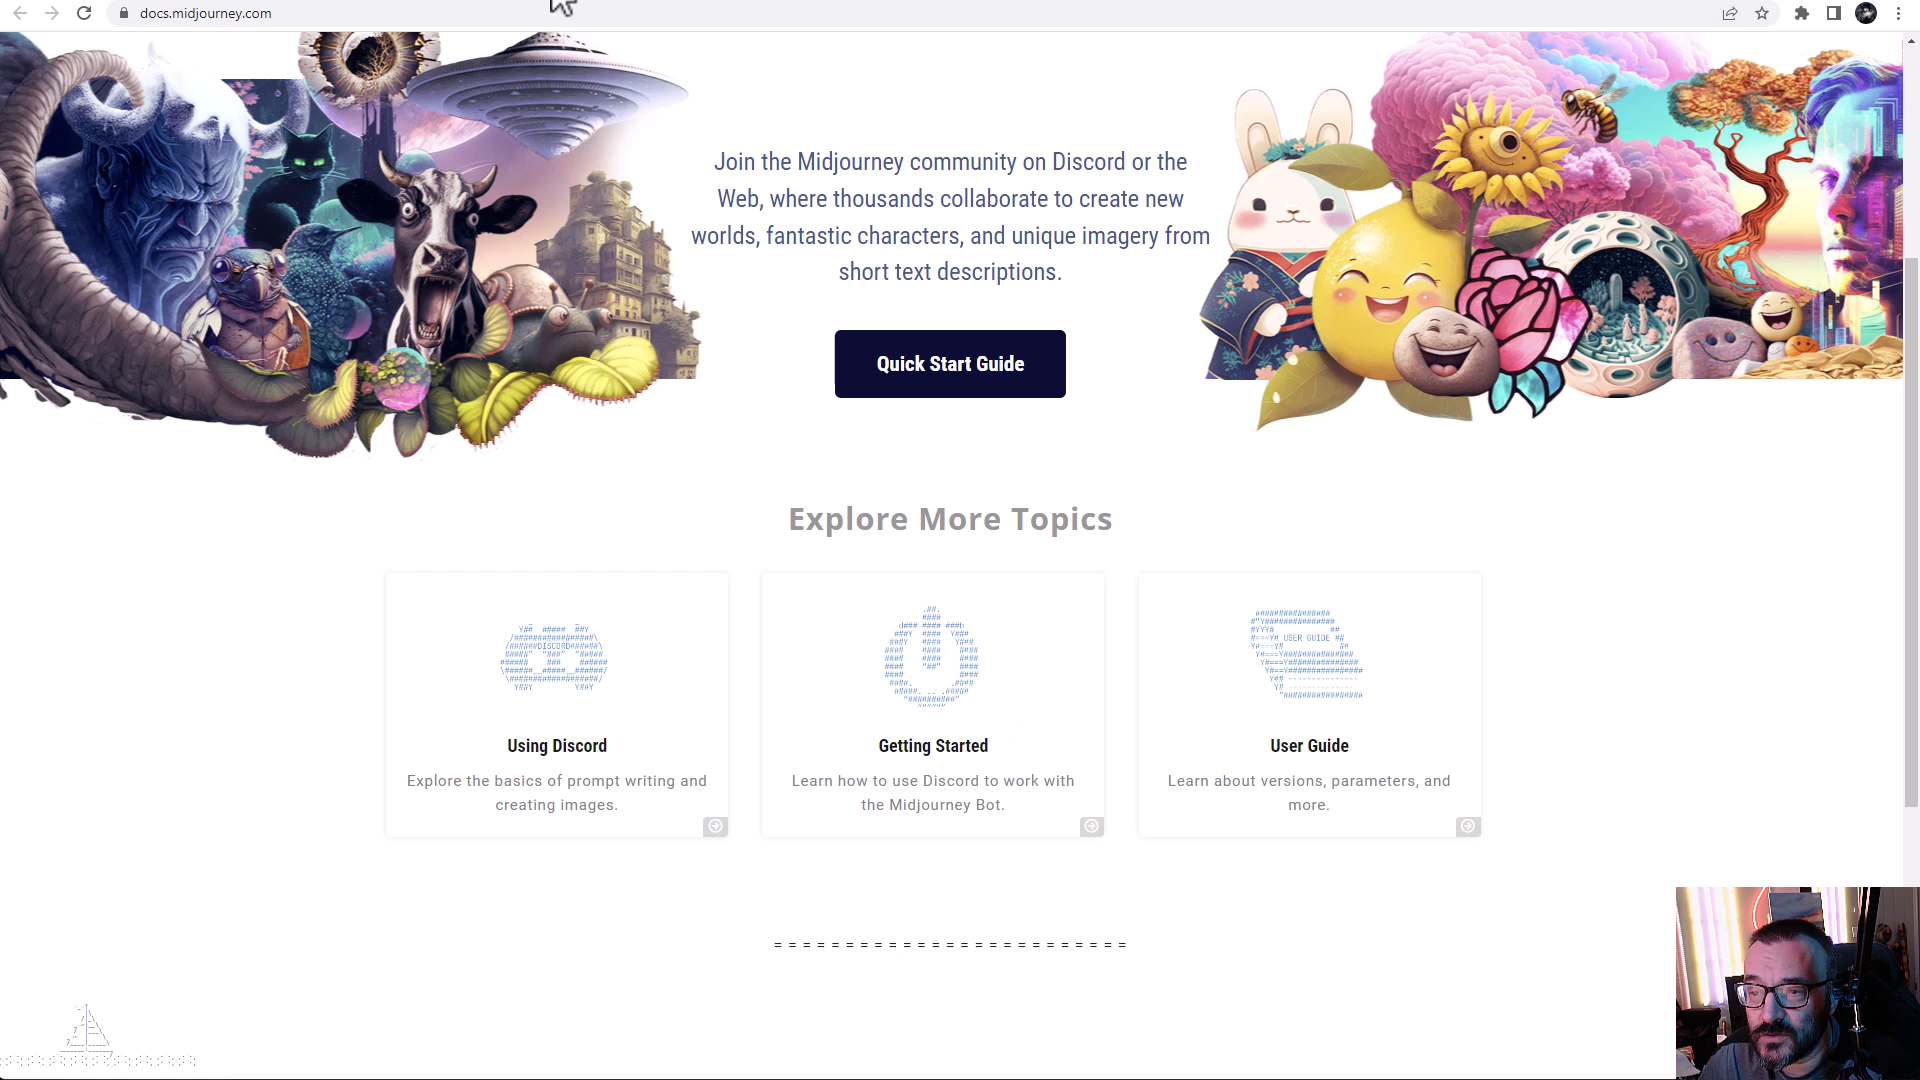 docs.midjourney.com
Join the Midjourney community on Discord or the
Web, where thousands collaborate to create new
worlds, fantastic characters, and unique imagery from
short text descriptions.
Quick Start Guide
Explore More Topics
DISCORD
USER GUIDE
Using Discord
Getting Started
User Guide
Explore the basics of prompt writing and
creating images.
Learn how to use Discord to work with
the Midjourney Bot.
Learn about versions, parameters, and
more.
= = = = = = = = = = = = = = = = = = = = = = = = =